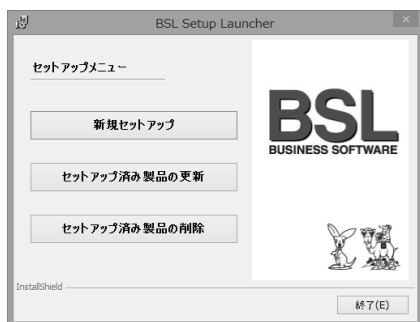 BSL Setup Launcher
セットアップメニュー
新規セットアップ
セットアップ済み製品の更新
セットアップ済み製品の削除
BSL
BUSINESS SOFTWARE
InstallShield
終了(E)